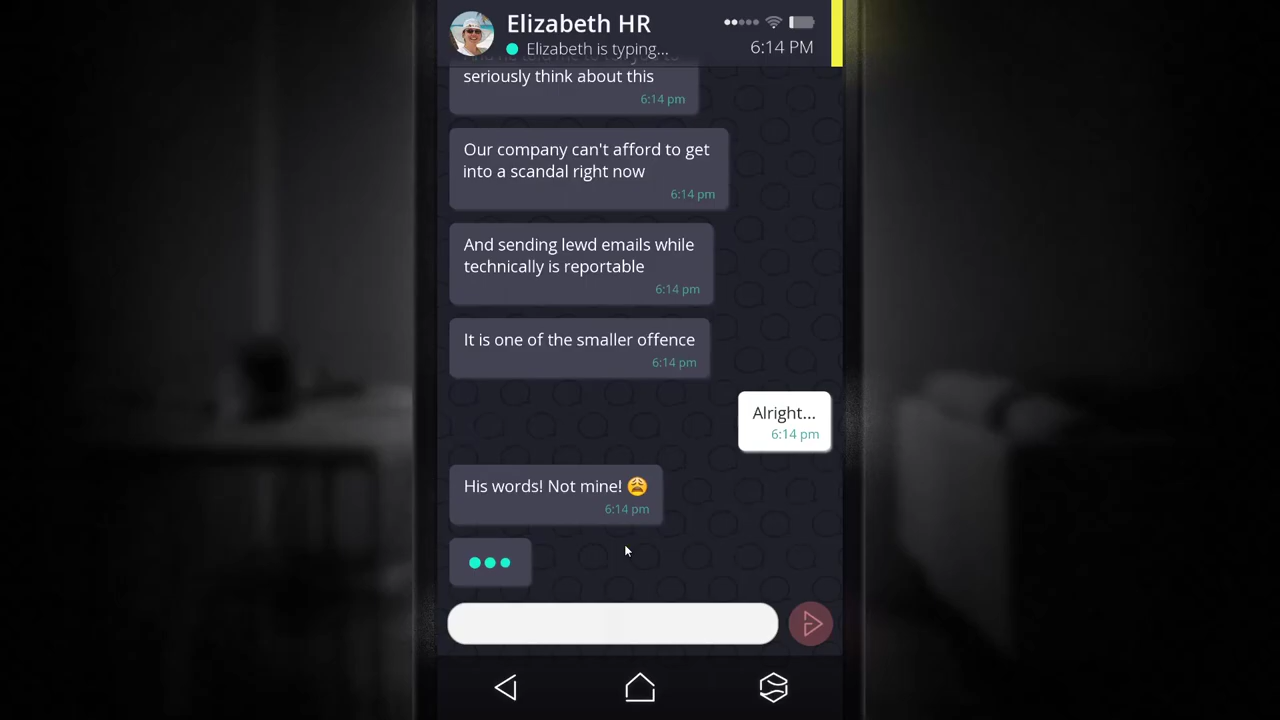 Elizabeth HR
Elizabeth is typing...
6:14 PM
seriously think about this
6:14 pm
Our company can't afford to get
into a scandal right now
6:14 pm
And sending lewd emails while
technically is reportable
6:14 pm
It is one of the smaller offence
6:14 pm
Alright...
6:14 pm
His words! Not mine! 😩
6:14 pm